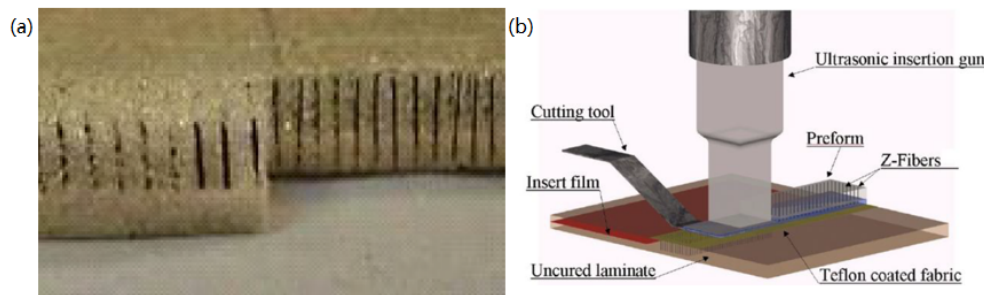 (a)
(b)
Ultrasonic insertion gun
Cutting tool
Preform
Z-Fibers
Insert film
Uncured laminate
Teflon coated fabric